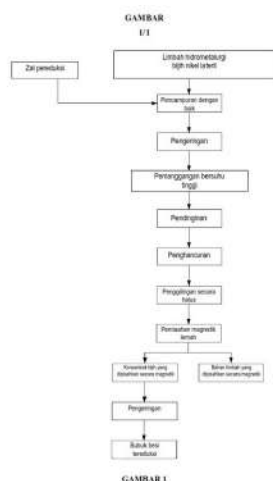 GAMBAR
1/1
Limbah hidrometalurgi
bijih nikel laterit
Zat pereduksi
Pencampuran dengan
baik
Pengeringan
Pemanggangan bersuhu
tinggi
Pendinginan
Penghancuran
Penggilingan secara
halus
Pemisahan magnetik
lemah
Konsentrat bijih yang
dipisahkan secara magnetik
Bahan limbah yang
dipisahkan secara magnetik
Pengeringan
Bubuk besi
tereduksi
GAMBAR 1